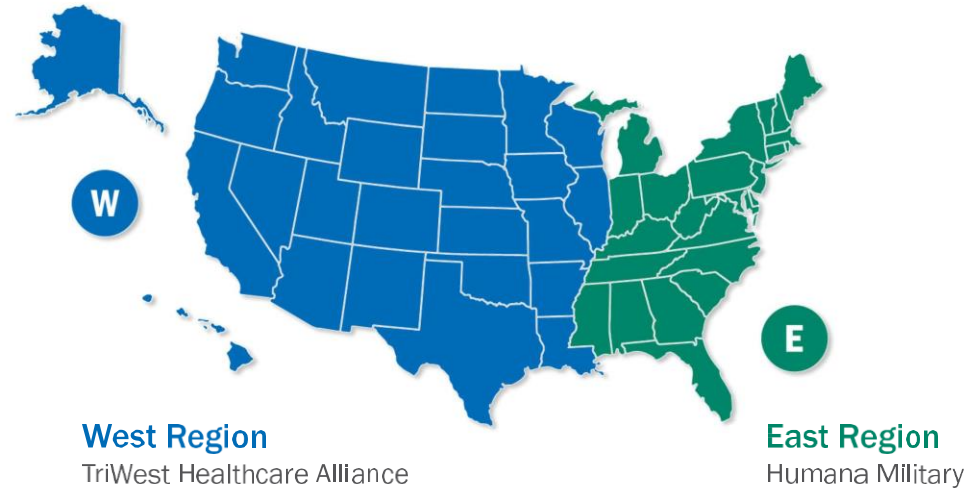 W
E
West Region
TriWest Healthcare Alliance
East Region
Humana Military